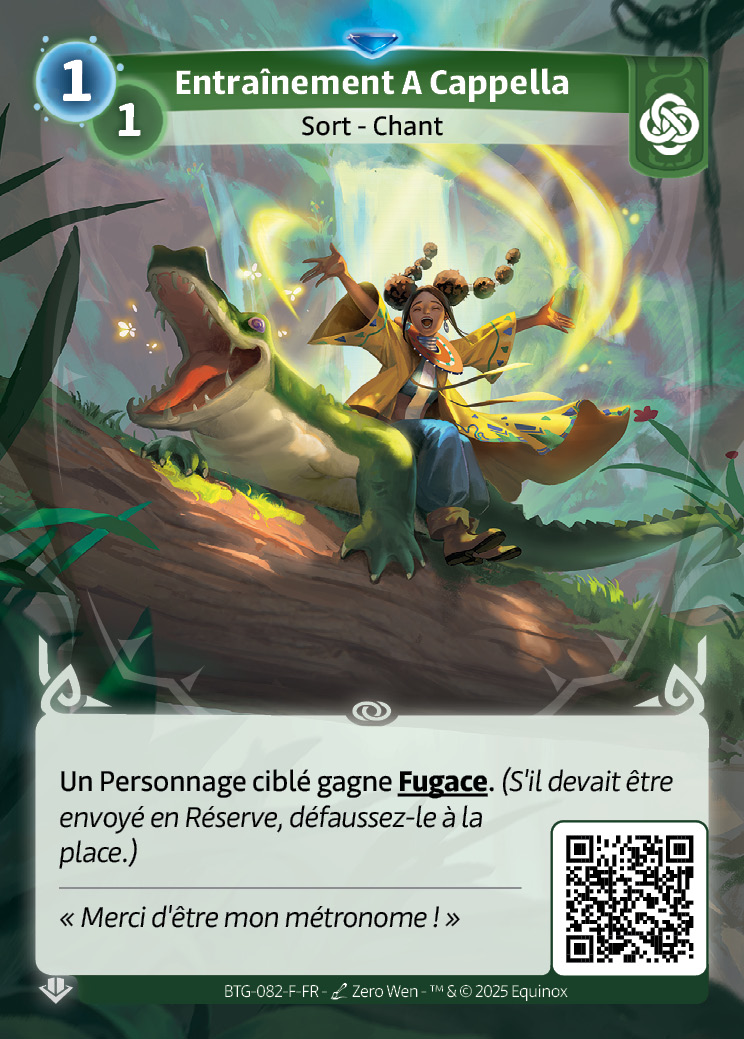 1
Entraînement A Cappella
1
Sort - Chant
Un Personnage ciblé gagne Fugace. (S'il devait être
envoyé en Réserve, défaussez-le à la
place.)
« Merci d'être mon métronome ! »
BTG-082-F-FR - Zero Wen - ™ & © 2025 Equinox